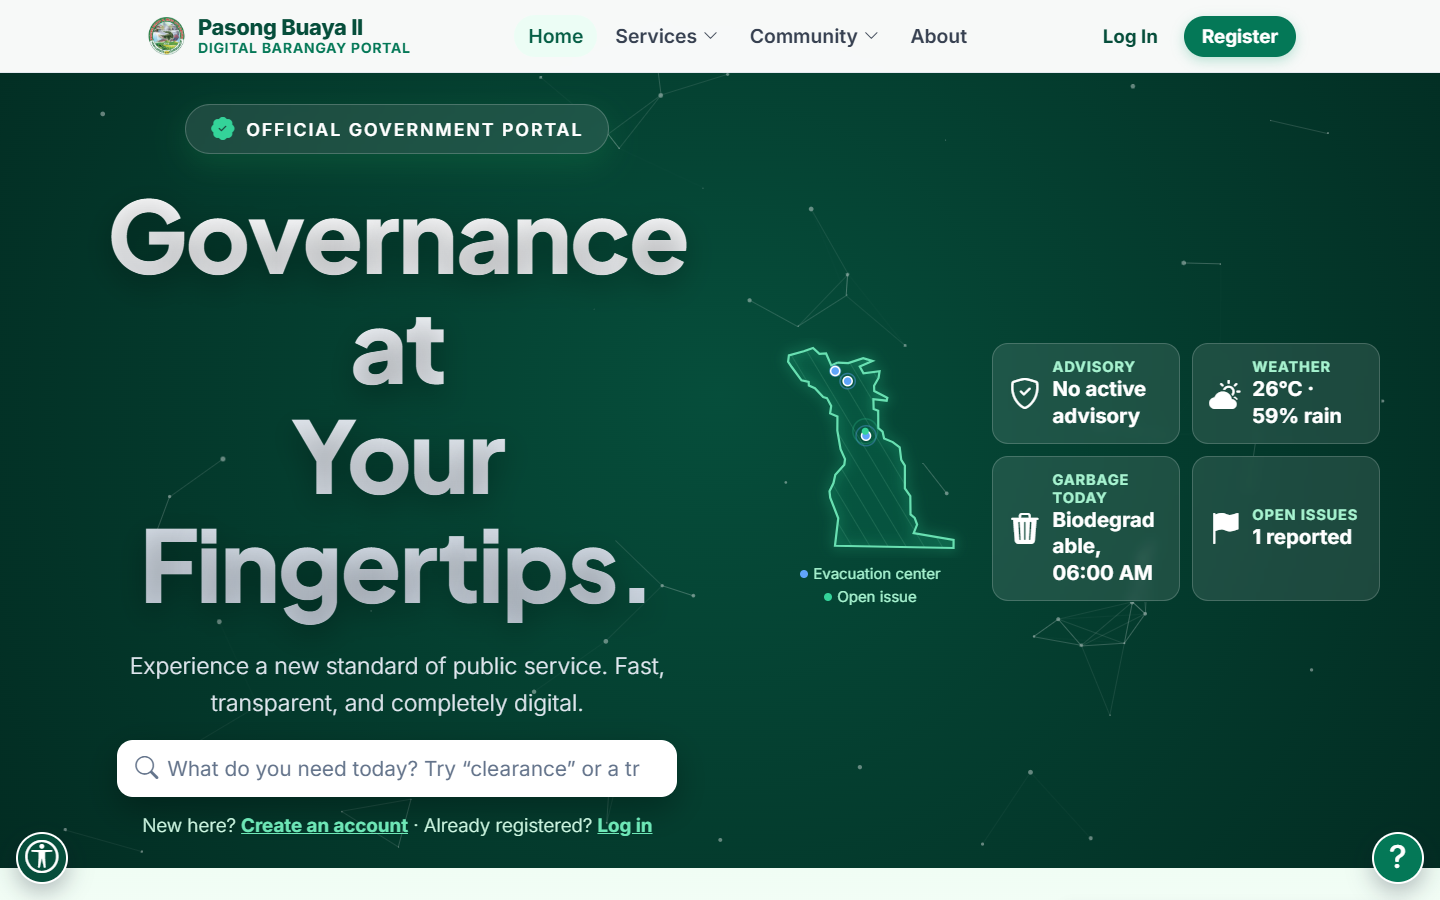 Pasong Buaya II
DIGITAL BARANGAY PORTAL
Home
Services
Community
About
Log In
Register
OFFICIAL GOVERNMENT PORTAL
Governance
at
Your
Fingertips.
Experience a new standard of public service. Fast,
transparent, and completely digital.
What do you need today? Try “clearance” or a tr
New here? Create an account · Already registered? Log in
Evacuation center
Open issue
ADVISORY
No active
advisory
WEATHER
26°C ·
59% rain
GARBAGE
TODAY
Biodegrad
able,
06:00 AM
OPEN ISSUES
1 reported
?